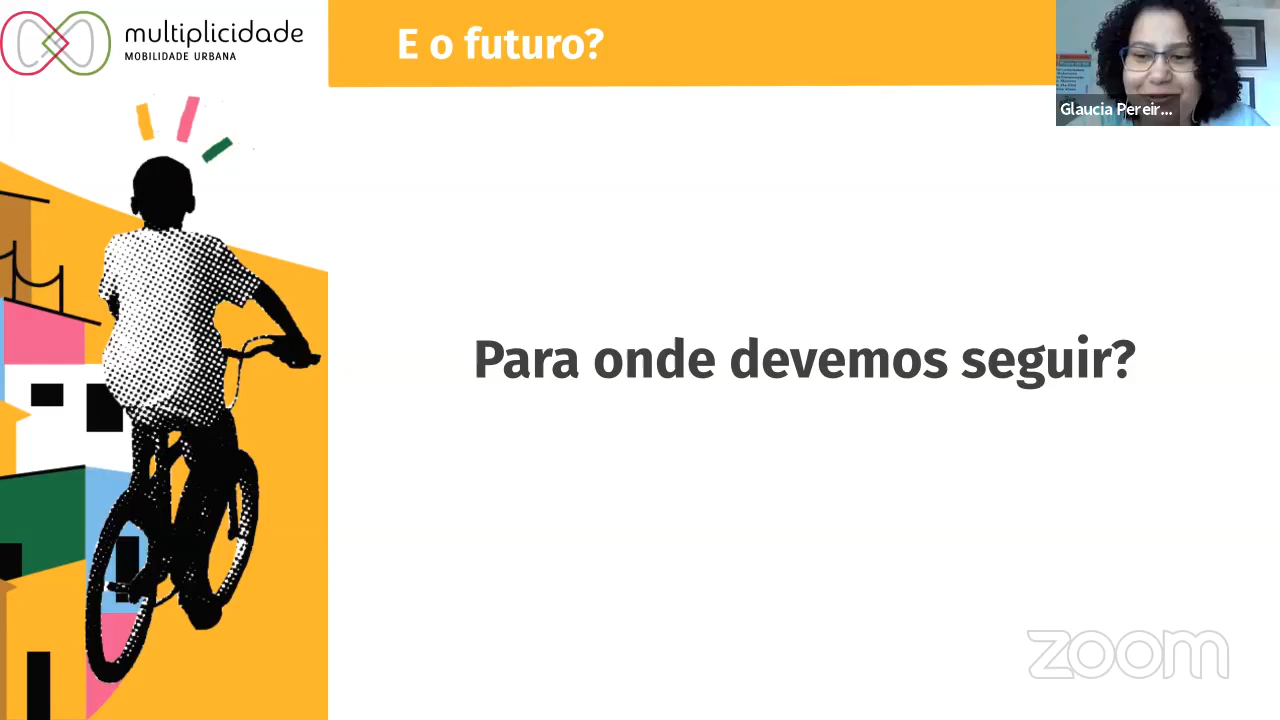 multiplicidade
MOBILIDADE URBANA
E o futuro?
Glaucia Pereir...
Para onde devemos seguir?
zoom